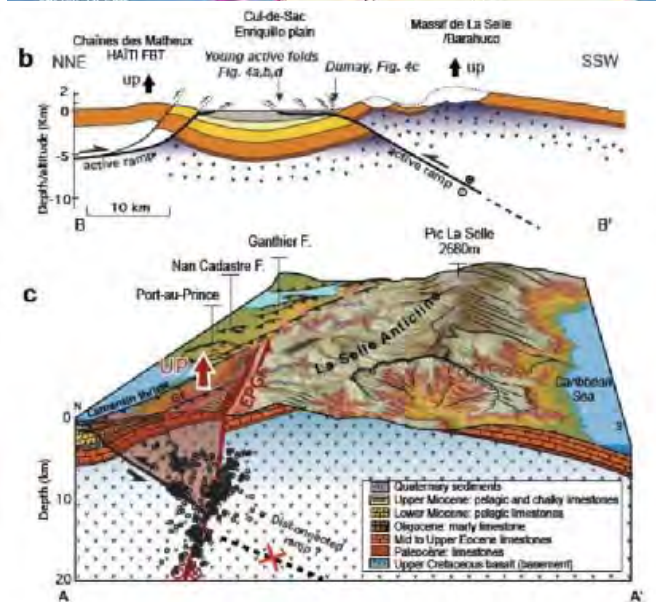 b
NNE
Chaînes des Matheux
HAÏTI FBT
up
Cul-de-Sac
Enriquillo plain
Young active folds
Fig. 4a,b,d
Dumay, Fig. 4c
Massif de La Selle
/Barahuco
up
SSW
Depth/altitude (Km)
2
0
-5
-10
active ramp
active ramp
10 km
B
B'
c
Ganthier F.
Nan Cadastre F.
Port-au-Prince
Pic La Selle
2680m
UP
La Selle Anticline
Caribbean
Sea
N
S
0
10
20
Depth (km)
Disconnected
ramp ?
Quaternary sediments
Upper Miocene: pelagic and chalky limestones
Lower Miocene: pelagic limestones
Oligocene: marly limestone
Mid to Upper Eocene limestones
Paleocene: limestones
Upper Cretaceous basalt (basement)
A
A'